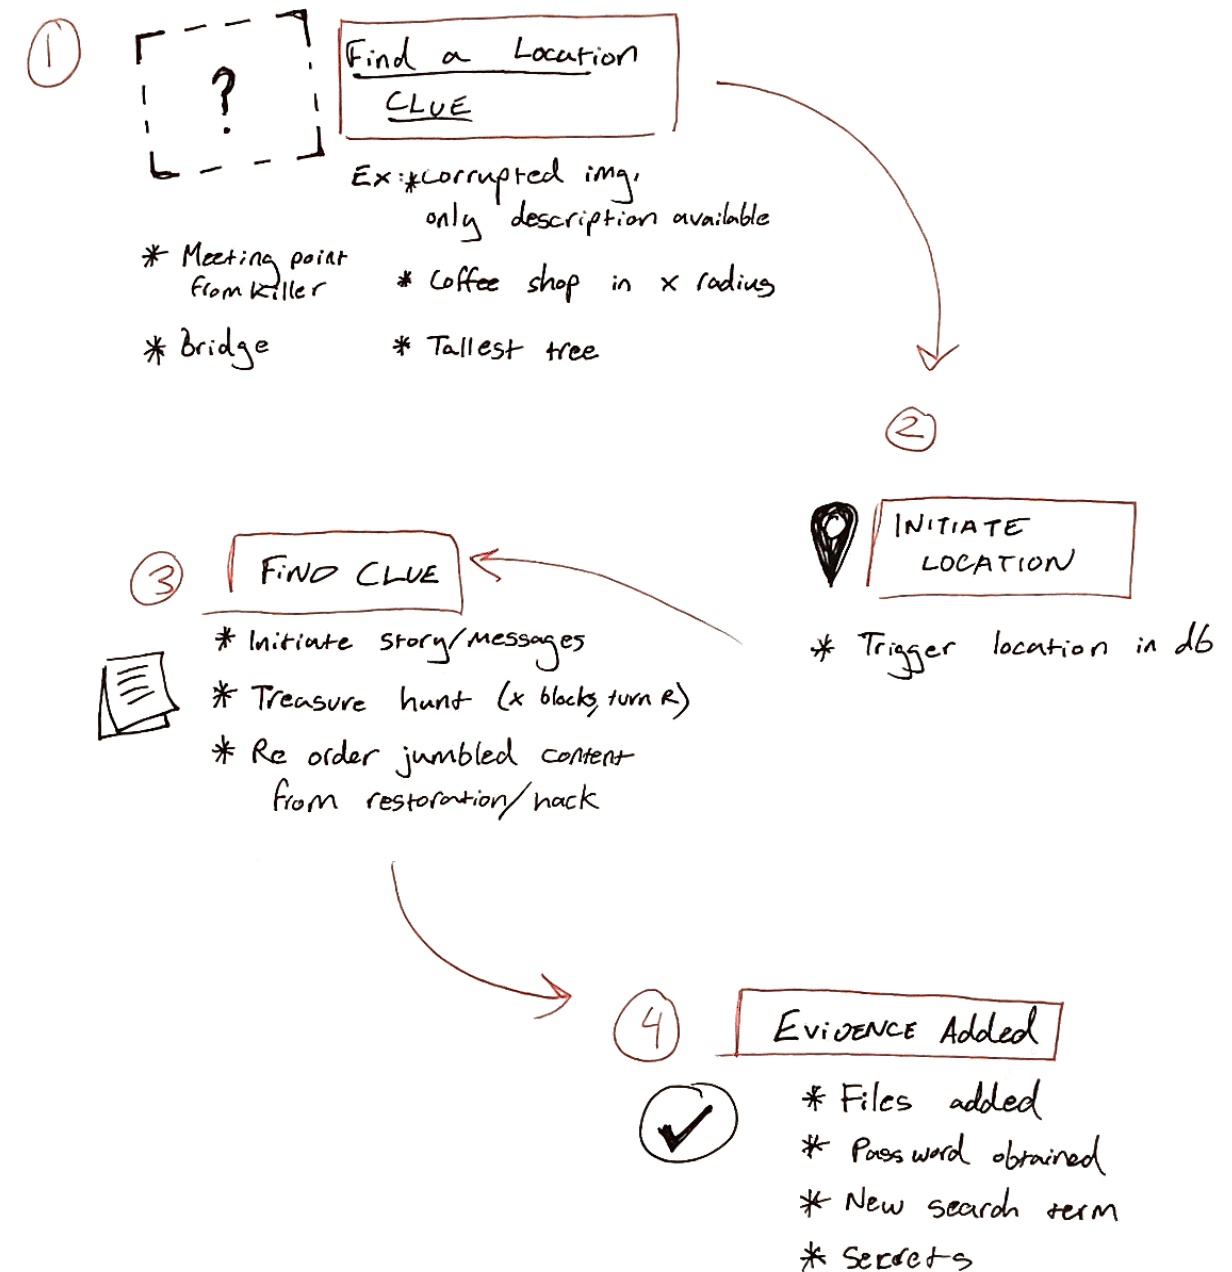 1
?
Find a Location
CLUE
Ex: * corrupted img,
only description available
* Meeting point
from killer
* Coffee shop in x radius
* Bridge
* Tallest tree
2
INITIATE
LOCATION
* Trigger location in db
3
FIND CLUE
* Initiate story/messages
* Treasure hunt (x blocks, turn R)
* Re order jumbled content
from restoration/hack
4
EVIDENCE Added
* Files added
* Password obtained
* New search term
* Secrets